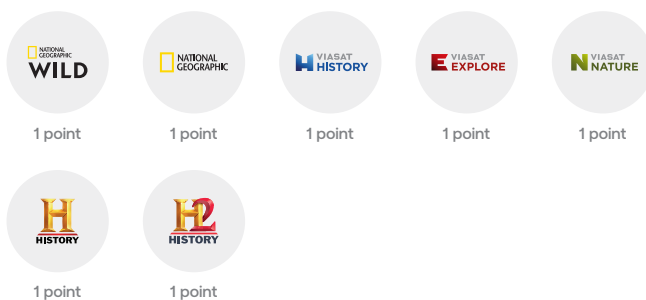 NATIONAL
GEOGRAPHIC
WILD
1 point
NATIONAL
GEOGRAPHIC
1 point
H VIASAT
HISTORY
1 point
E VIASAT
EXPLORE
1 point
N VIASAT
NATURE
1 point
H
HISTORY
1 point
H2
HISTORY
1 point